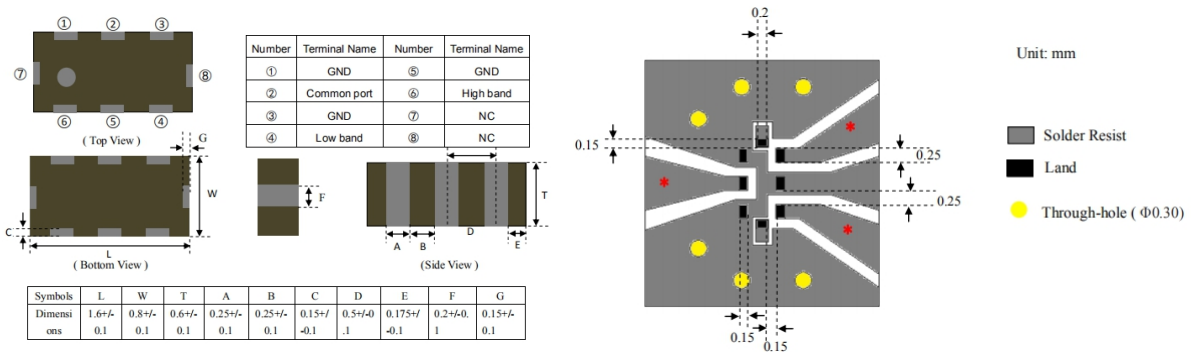 ① ② ③
⑦ ⑧
⑥ ⑤ ④
( Top View )
Number Terminal Name Number Terminal Name
① GND ⑤ GND
② Common port ⑥ High band
③ GND ⑦ NC
④ Low band ⑧ NC
G
W
C
L
( Bottom View )
F
T
A B D E
(Side View )
Symbols L W T A B C D E F G
Dimensi 1.6+/- 0.8+/- 0.6+/- 0.25+- 0.25+- 0.15+/ 0.5+/-0 0.175+/ 0.2+/-0. 0.15+/-
ons 0.1 0.1 0.1 0.1 0.1 -0.1 .1 -0.1 1 0.1
0.2
0.15
*
0.25
*
0.25
*
0.15
0.15
Unit: mm
Solder Resist
Land
Through-hole ( Φ0.30)